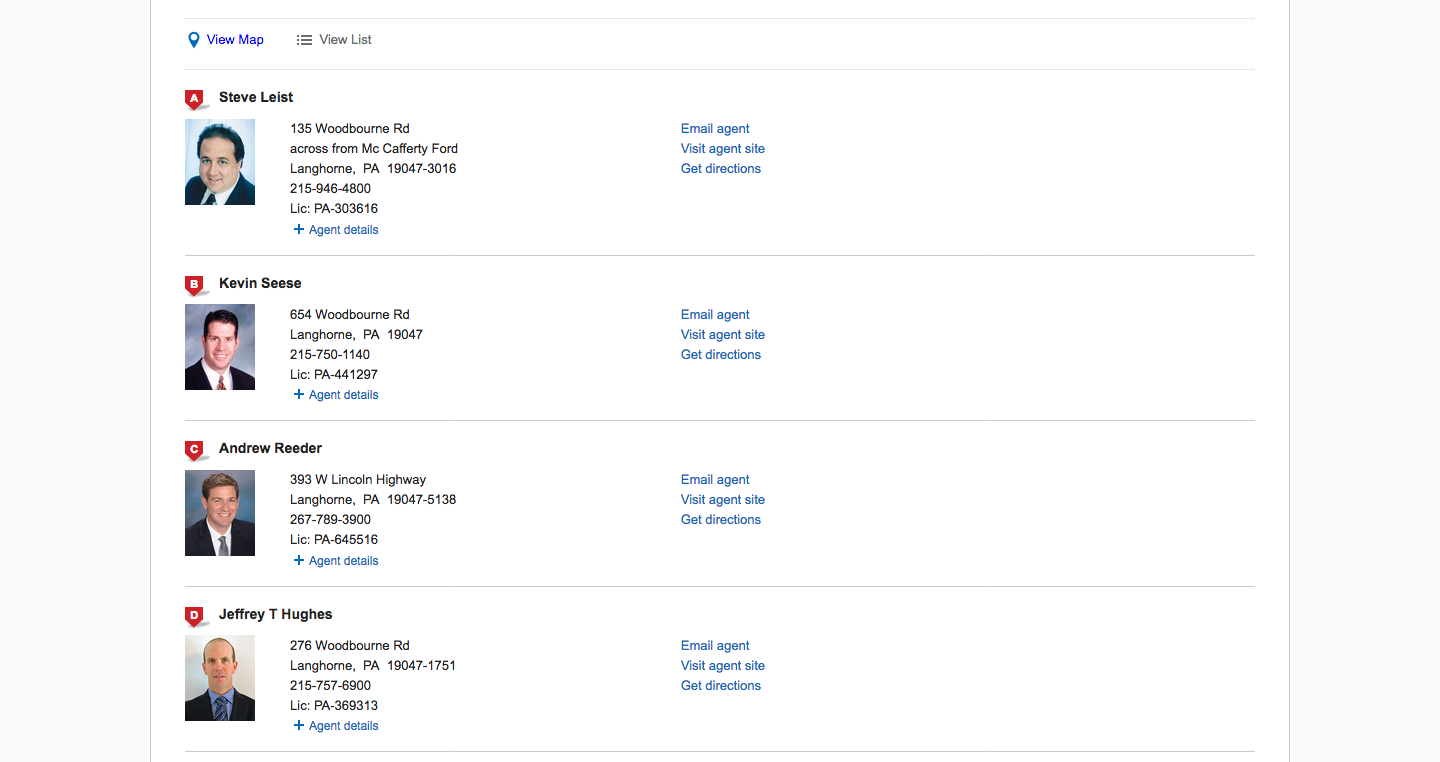 View Map View List
A Steve Leist
135 Woodbourne Rd Email agent
across from Mc Cafferty Ford Visit agent site
Langhorne, PA 19047-3016 Get directions
215-946-4800
Lic: PA-303616
+ Agent details
B Kevin Seese
654 Woodbourne Rd Email agent
Langhorne, PA 19047 Visit agent site
215-750-1140 Get directions
Lic: PA-441297
+ Agent details
C Andrew Reeder
393 W Lincoln Highway Email agent
Langhorne, PA 19047-5138 Visit agent site
267-789-3900 Get directions
Lic: PA-645516
+ Agent details
D Jeffrey T Hughes
276 Woodbourne Rd Email agent
Langhorne, PA 19047-1751 Visit agent site
215-757-6900 Get directions
Lic: PA-369313
+ Agent details